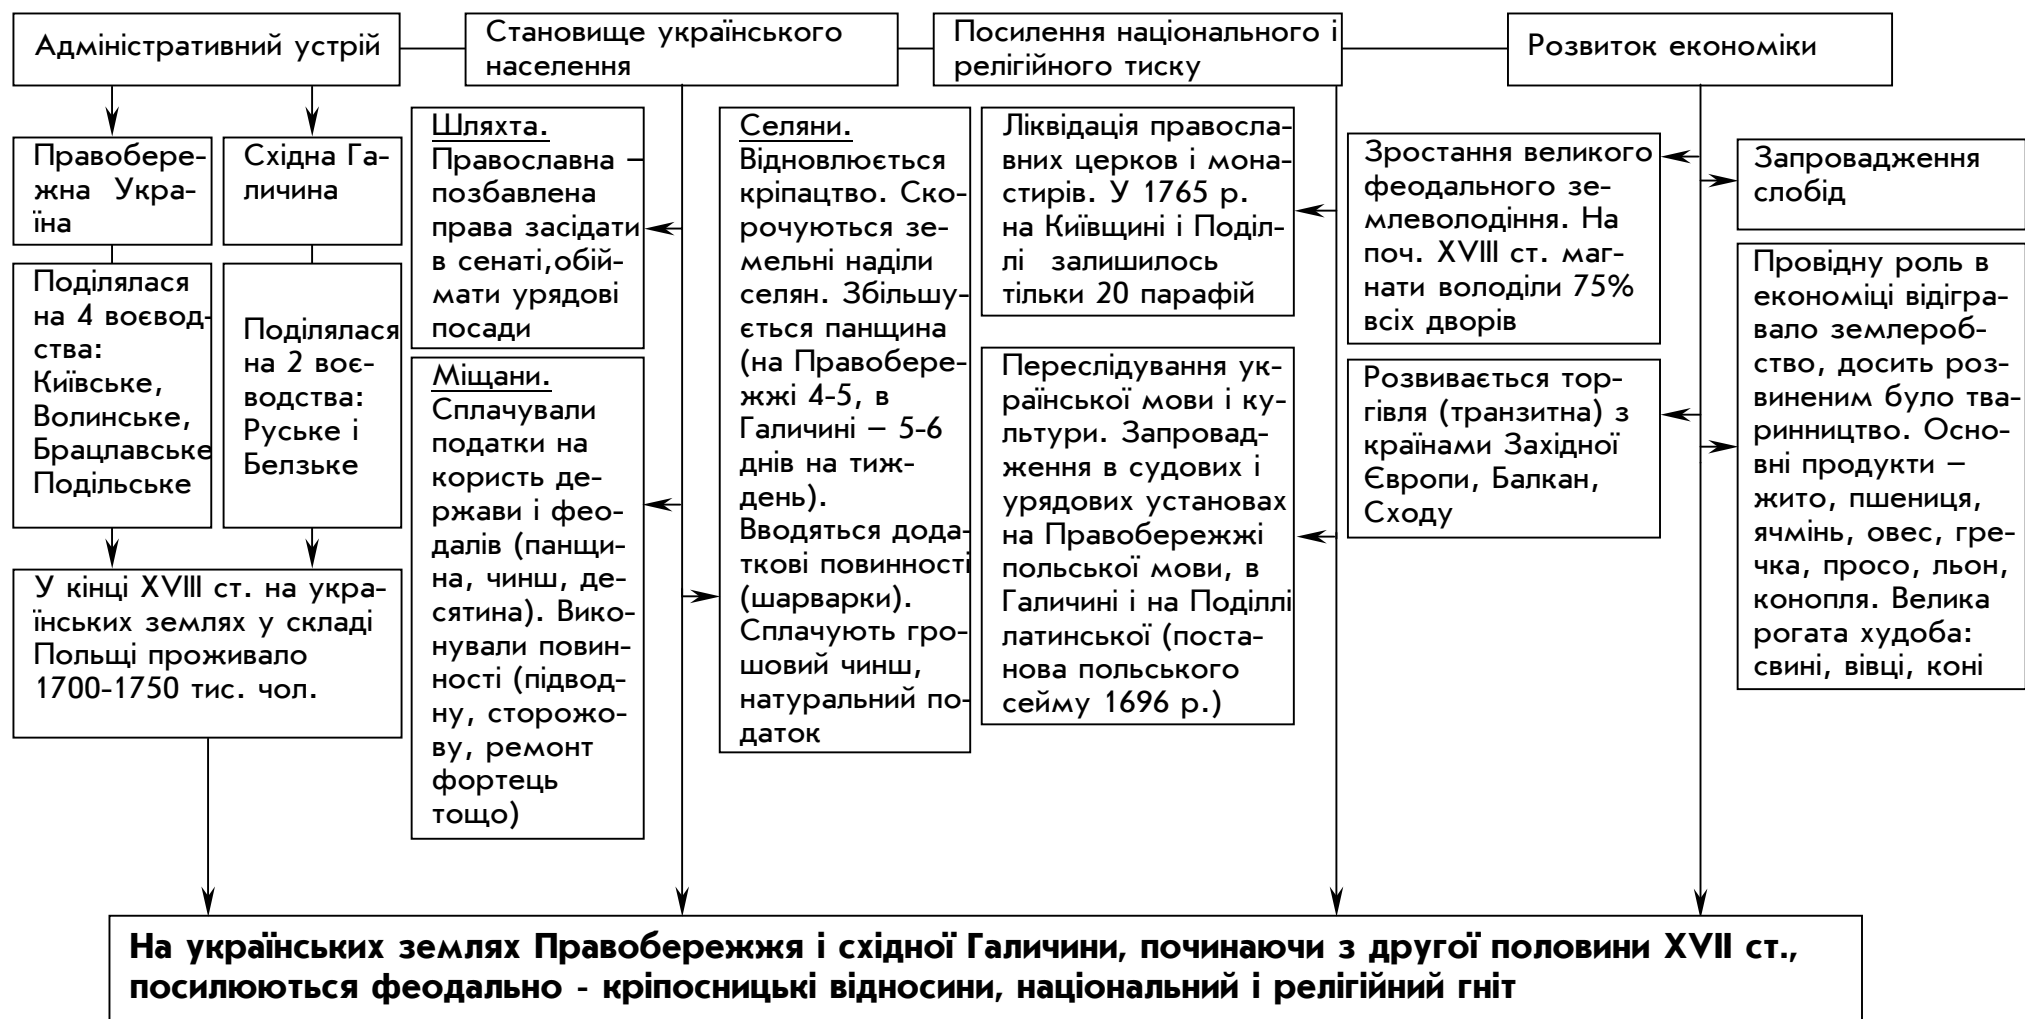 Адміністративний устрій
Становище українського
населення
Посилення національного і
релігійного тиску
Розвиток економіки
Правобере-
жна Укра-
їна
Східна Га-
личина
Поділялася
на 4 воєвод-
ства:
Київське,
Волинське,
Брацлавське
Подільське
Поділялася
на 2 воє-
водства:
Руське і
Белзьке
У кінці XVIII ст. на укра-
їнських землях у складі
Польщі проживало
1700-1750 тис. чол.
Шляхта.
Православна –
позбавлена
права засідати
в сенаті,обій-
мати урядові
посади
Міщани.
Сплачували
податки на
користь де-
ржави і фео-
далів (панщи-
на, чинш, де-
сятина). Вико-
нували повин-
ності (підвод-
ну, сторожо-
ву, ремонт
фортець
тощо)
Селяни.
Відновлюється
кріпацтво. Ско-
рочуються зе-
мельні наділи
селян. Збільшу-
ється панщина
(на Правобере-
жжі 4-5, в
Галичині – 5-6
днів на тиж-
день).
Вводяться дода-
ткові повинності
(шарварки).
Сплачують гро-
шовий чинш,
натуральний по-
даток
Ліквідація правосла-
вних церков і мона-
стирів. У 1765 р.
на Київщині і Поділ-
лі залишилось
тільки 20 парафій
Переслідування ук-
раїнської мови і ку-
льтури. Запровад-
ження в судових і
урядових установах
на Правобережжі
польської мови, в
Галичині і на Поділлі
латинської (поста-
нова польського
сейму 1696 р.)
Зростання великого
феодального зе-
млеволодіння. На
поч. XVIII ст. маг-
нати володіли 75%
всіх дворів
Розвивається тор-
гівля (транзитна) з
країнами Західної
Європи, Балкан,
Сходу
Запровадження
слобід
Провідну роль в
економіці відігра-
вало землероб-
ство, досить роз-
виненим було тва-
ринництво. Осно-
вні продукти –
жито, пшениця,
ячмінь, овес, гре-
чка, просо, льон,
конопля. Велика
рогата худоба:
свині, вівці, коні
На українських землях Правобережжя і східної Галичини, починаючи з другої половини XVII ст.,
посилюються феодально - кріпосницькі відносини, національний і релігійний гніт